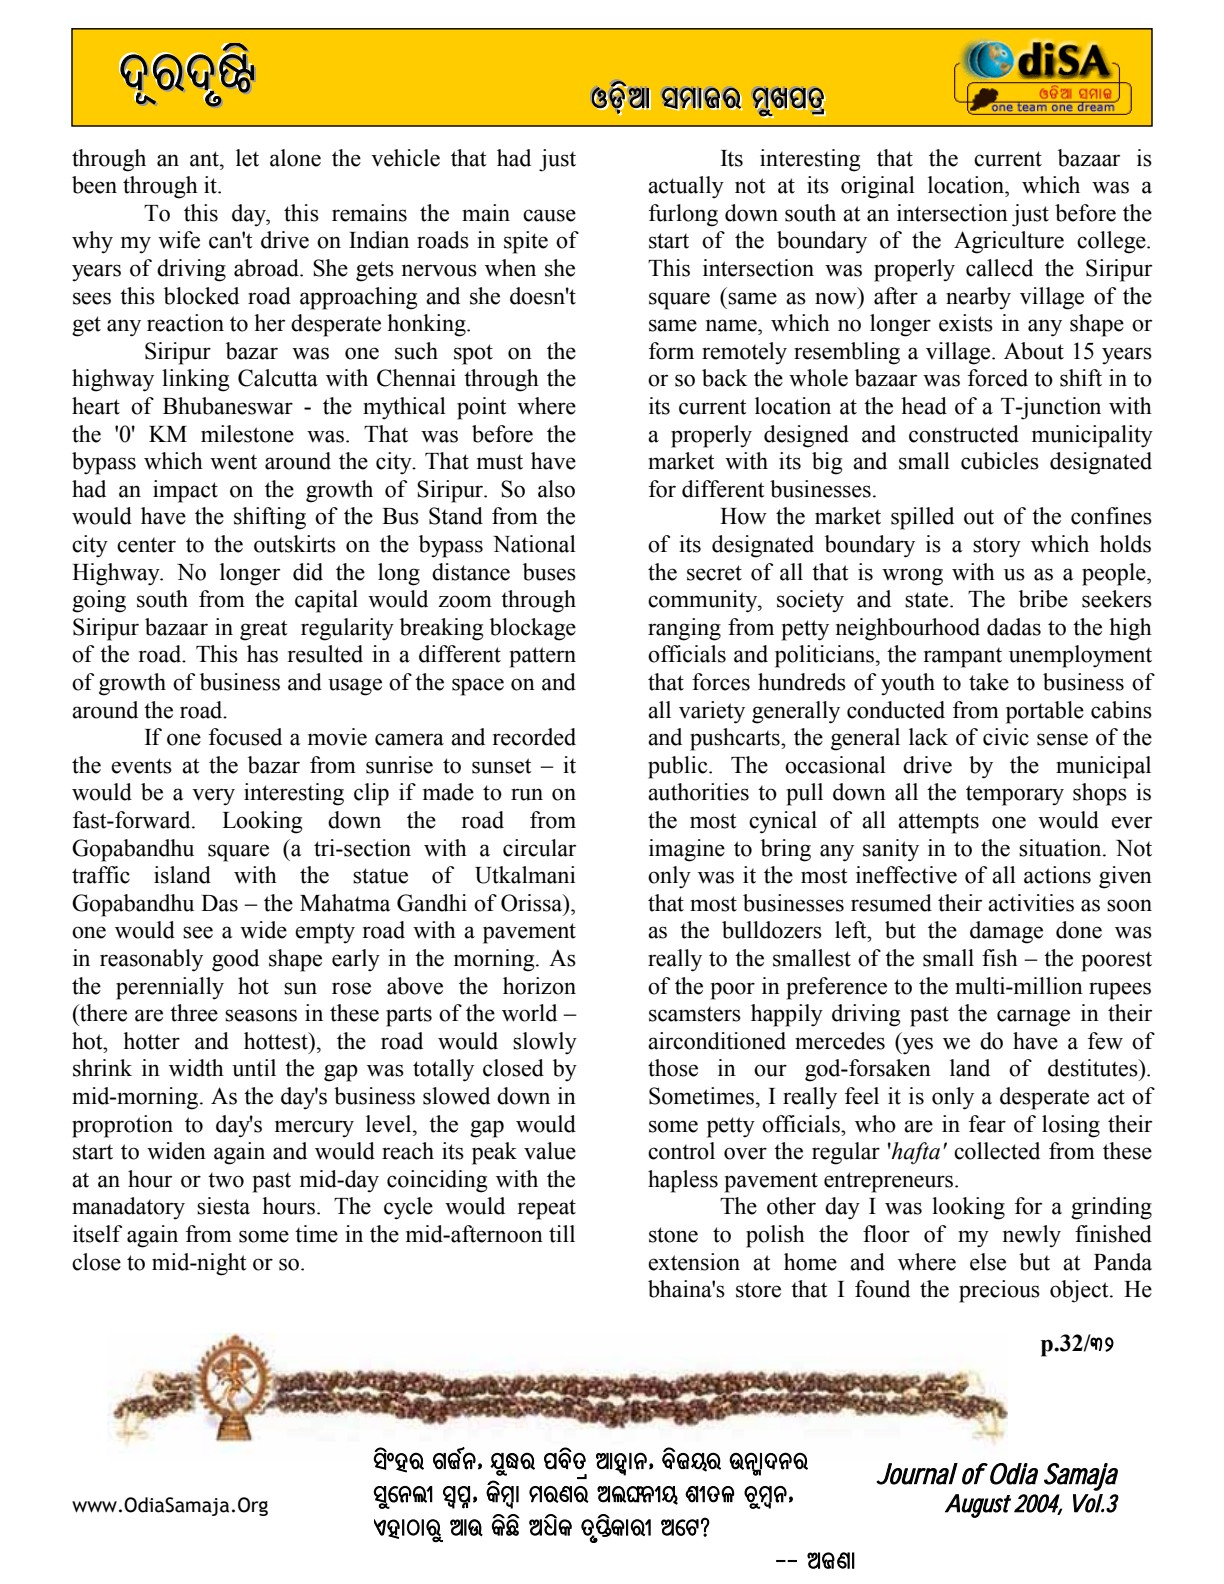 ଦୂରଦୃଷ୍ଟି
ଓଡ଼ିଆ ସମାଜର ମୁଖପତ୍ର
OdiSA
ଓଡ଼ିଆ ସମାଜ
one team one dream
through an ant, let alone the vehicle that had just
been through it.
To this day, this remains the main cause
why my wife can't drive on Indian roads in spite of
years of driving abroad. She gets nervous when she
sees this blocked road approaching and she doesn't
get any reaction to her desperate honking.
Siripur bazar was one such spot on the
highway linking Calcutta with Chennai through the
heart of Bhubaneswar - the mythical point where
the '0' KM milestone was. That was before the
bypass which went around the city. That must have
had an impact on the growth of Siripur. So also
would have the shifting of the Bus Stand from the
city center to the outskirts on the bypass National
Highway. No longer did the long distance buses
going south from the capital would zoom through
Siripur bazaar in great regularity breaking blockage
of the road. This has resulted in a different pattern
of growth of business and usage of the space on and
around the road.
If one focused a movie camera and recorded
the events at the bazar from sunrise to sunset – it
would be a very interesting clip if made to run on
fast-forward. Looking down the road from
Gopabandhu square (a tri-section with a circular
traffic island with the statue of Utkalmani
Gopabandhu Das – the Mahatma Gandhi of Orissa),
one would see a wide empty road with a pavement
in reasonably good shape early in the morning. As
the perennially hot sun rose above the horizon
(there are three seasons in these parts of the world –
hot, hotter and hottest), the road would slowly
shrink in width until the gap was totally closed by
mid-morning. As the day's business slowed down in
proprotion to day's mercury level, the gap would
start to widen again and would reach its peak value
at an hour or two past mid-day coinciding with the
manadatory siesta hours. The cycle would repeat
itself again from some time in the mid-afternoon till
close to mid-night or so.
Its interesting that the current bazaar is
actually not at its original location, which was a
furlong down south at an intersection just before the
start of the boundary of the Agriculture college.
This intersection was properly callecd the Siripur
square (same as now) after a nearby village of the
same name, which no longer exists in any shape or
form remotely resembling a village. About 15 years
or so back the whole bazaar was forced to shift in to
its current location at the head of a T-junction with
a properly designed and constructed municipality
market with its big and small cubicles designated
for different businesses.
How the market spilled out of the confines
of its designated boundary is a story which holds
the secret of all that is wrong with us as a people,
community, society and state. The bribe seekers
ranging from petty neighbourhood dadas to the high
officials and politicians, the rampant unemployment
that forces hundreds of youth to take to business of
all variety generally conducted from portable cabins
and pushcarts, the general lack of civic sense of the
public. The occasional drive by the municipal
authorities to pull down all the temporary shops is
the most cynical of all attempts one would ever
imagine to bring any sanity in to the situation. Not
only was it the most ineffective of all actions given
that most businesses resumed their activities as soon
as the bulldozers left, but the damage done was
really to the smallest of the small fish – the poorest
of the poor in preference to the multi-million rupees
scamsters happily driving past the carnage in their
airconditioned mercedes (yes we do have a few of
those in our god-forsaken land of destitutes).
Sometimes, I really feel it is only a desperate act of
some petty officials, who are in fear of losing their
control over the regular 'hafta' collected from these
hapless pavement entrepreneurs.
The other day I was looking for a grinding
stone to polish the floor of my newly finished
extension at home and where else but at Panda
bhaina's store that I found the precious object. He
p.32/୩୨
ସିଂହର ଗର୍ଜନ, ଯୁଦ୍ଧର ପବିତ୍ର ଆହ୍ବାନ, ବିଜୟର ଉନ୍ମାଦନର
ସୁନେଲୀ ସ୍ବପ୍ନ, କିମ୍ବା ମରଣର ଅଲଙ୍ଘନୀୟ ଶୀତଳ ଚୁମ୍ବନ,
ଏହାଠାରୁ ଆଉ କିଛି ଅଧିକ ତୃପ୍ତିକାରୀ ଅଟେ?
-- ଅଜଣା
www.OdiaSamaja.Org
Journal of Odia Samaja
August 2004, Vol.3